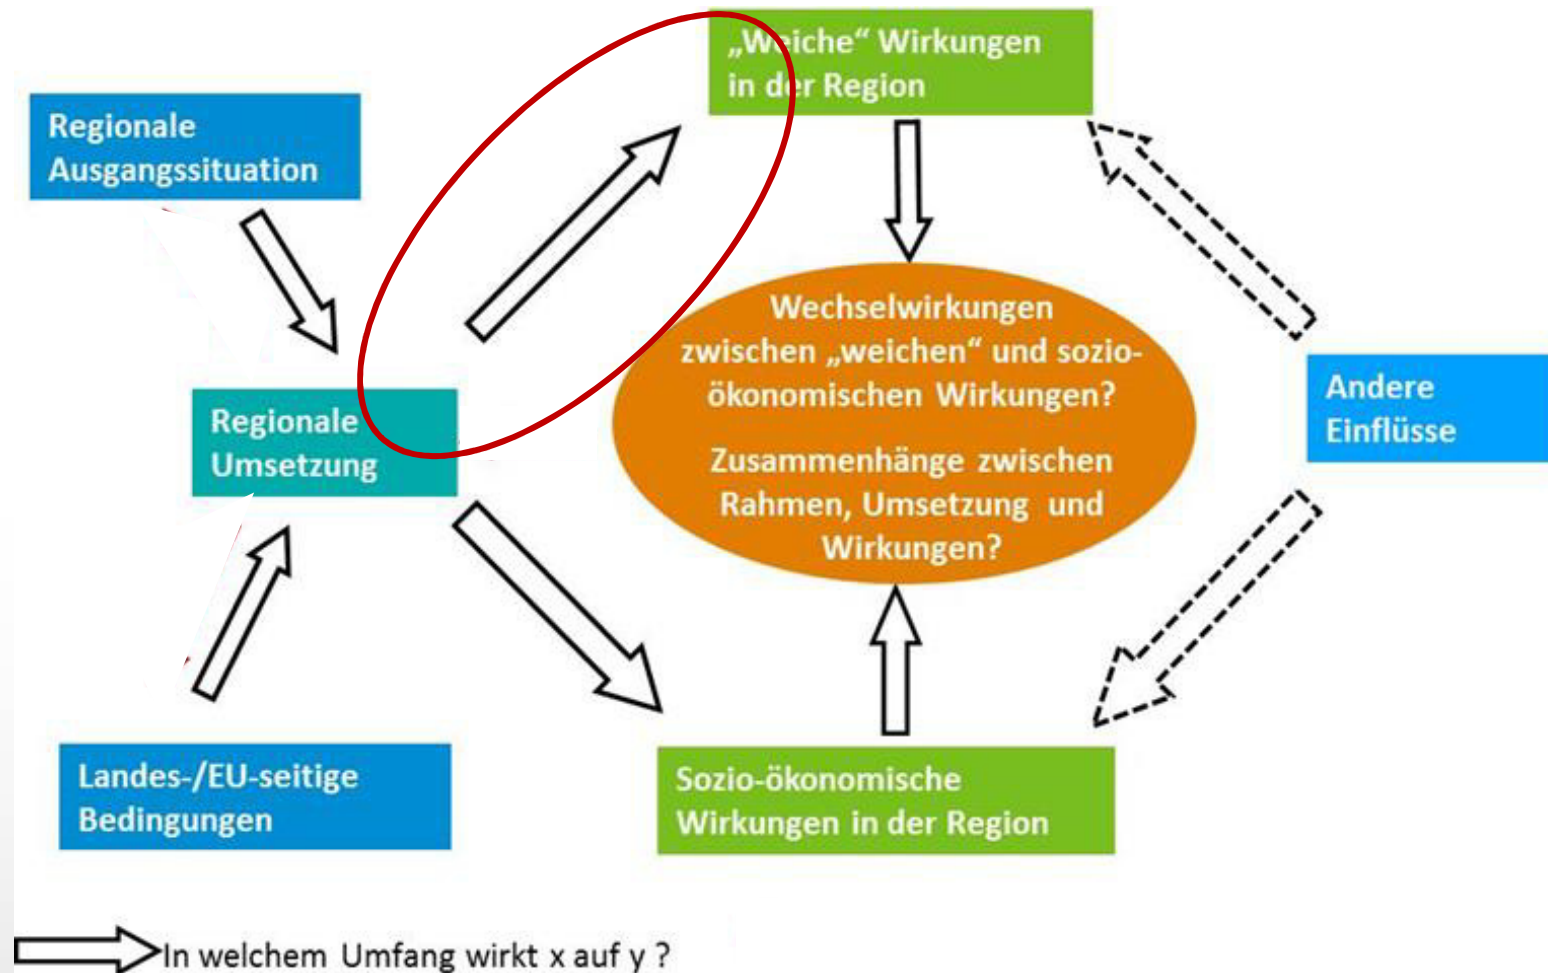 „Weiche“ Wirkungen
in der Region
Regionale
Ausgangssituation
Wechselwirkungen
zwischen „weichen“ und sozio-
ökonomischen Wirkungen?
Zusammenhänge zwischen
Rahmen, Umsetzung und
Wirkungen?
Regionale
Umsetzung
Andere
Einflüsse
Landes-/EU-seitige
Bedingungen
Sozio-ökonomische
Wirkungen in der Region
In welchem Umfang wirkt x auf y ?